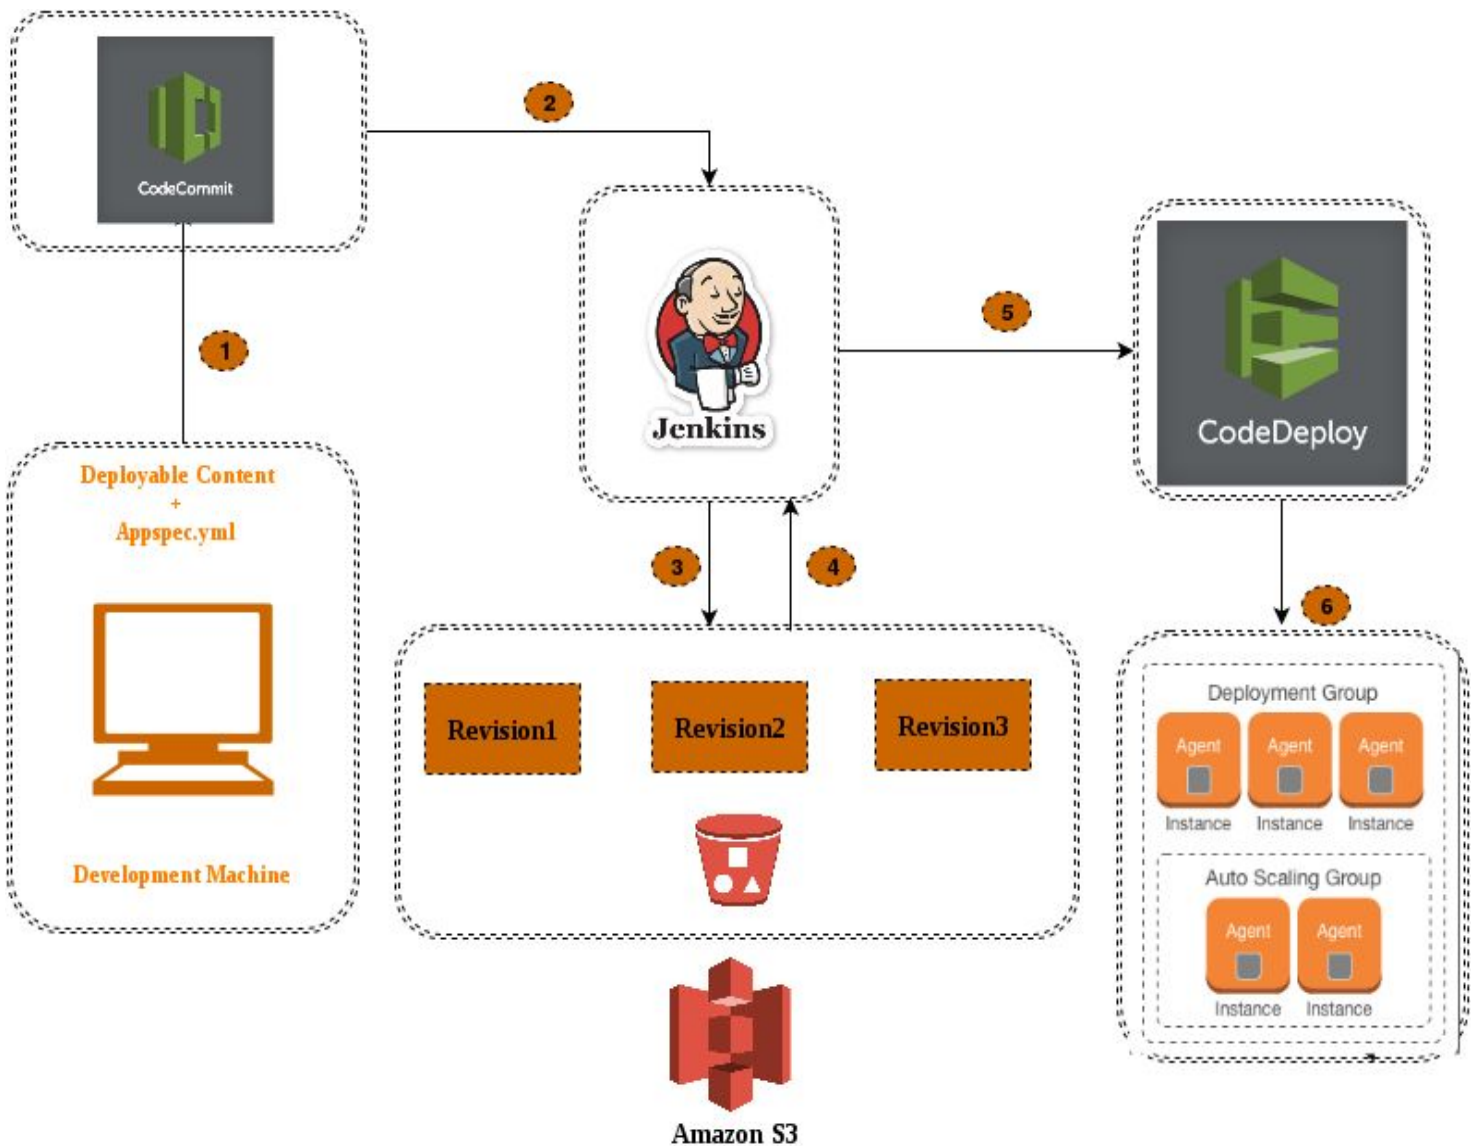 CodeCommit
2
1
Deployable Content
+
Appspec.yml
Development Machine
Jenkins
5
CodeDeploy
3
4
6
Revision1
Revision2
Revision3
Amazon S3
Deployment Group
Agent
Agent
Agent
Instance
Instance
Instance
Auto Scaling Group
Agent
Agent
Instance
Instance